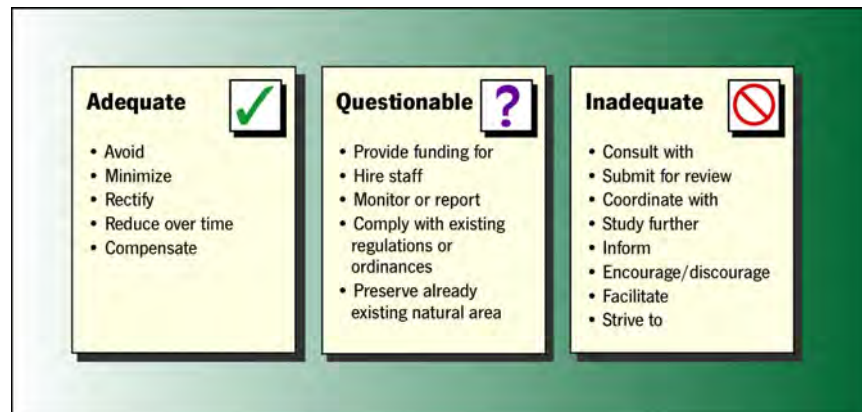 Adequate
• Avoid
• Minimize
• Rectify
• Reduce over time
• Compensate
Questionable
?
• Provide funding for
• Hire staff
• Monitor or report
• Comply with existing
regulations or
ordinances
• Preserve already
existing natural area
Inadequate
• Consult with
• Submit for review
• Coordinate with
• Study further
• Inform
• Encourage/discourage
• Facilitate
• Strive to